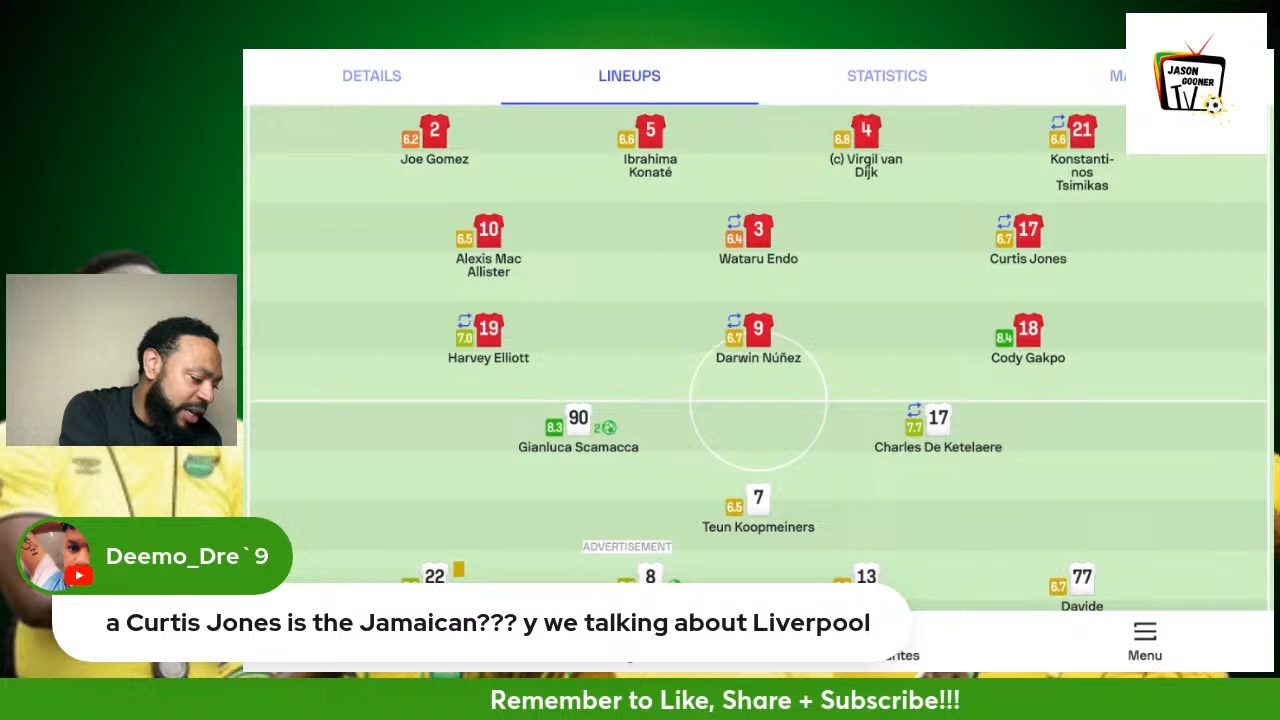 DETAILS
LINEUPS
STATISTICS
MA
JASON
GOONER
TV
2
6.2
Joe Gomez
5
6.6
Ibrahima
Konaté
4
6.8
(c) Virgil van
Dijk
21
6.6
Konstanti-
nos
Tsimikas
10
6.5
Alexis Mac
Allister
3
6.4
Wataru Endo
17
6.7
Curtis Jones
19
7.0
Harvey Elliott
9
6.7
Darwin Núñez
18
8.4
Cody Gakpo
90
8.3
2
Gianluca Scamacca
17
7.7
Charles De Ketelaere
7
6.5
Teun Koopmeiners
ADVERTISEMENT
22
8
13
77
6.7
Davide
Deemo_Dre`9
a Curtis Jones is the Jamaican??? y we talking about Liverpool
Menu
Remember to Like, Share + Subscribe!!!